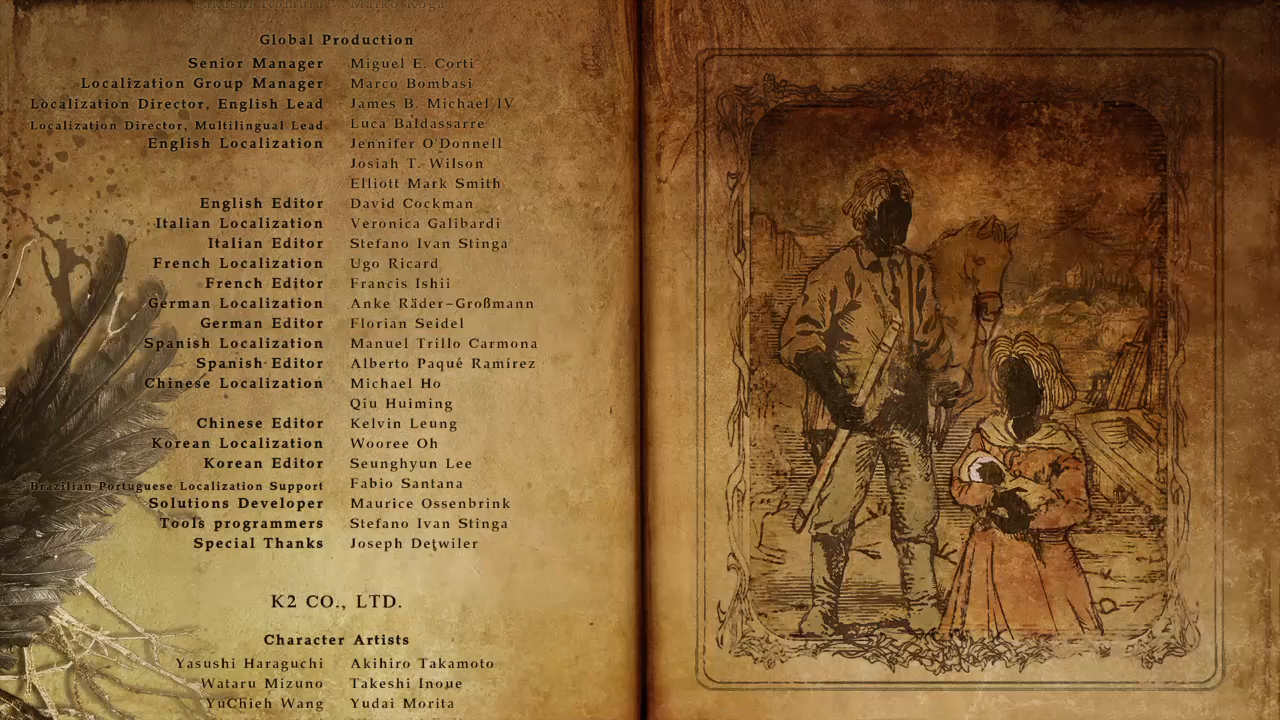 Global Production
Senior Manager Miguel E. Corti
Localization Group Manager Marco Bombasi
Localization Director, English Lead James B. Michael IV
Localization Director, Multilingual Lead Luca Baldassarre
English Localization Jennifer O'Donnell
Josiah T. Wilson
Elliott Mark Smith
English Editor David Cockman
Italian Localization Veronica Galibardi
Italian Editor Stefano Ivan Stinga
French Localization Ugo Ricard
French Editor Francis Ishii
German Localization Anke Räder-Großmann
German Editor Florian Seidel
Spanish Localization Manuel Trillo Carmona
Spanish Editor Alberto Paqué Ramírez
Chinese Localization Michael Ho
Qiu Huiming
Chinese Editor Kelvin Leung
Korean Localization Wooree Oh
Korean Editor Seunghyun Lee
Brazilian Portuguese Localization Support Fabio Santana
Solutions Developer Maurice Ossenbrink
Tools programmers Stefano Ivan Stinga
Special Thanks Joseph Detwiler
K2 CO., LTD.
Character Artists
Yasushi Haraguchi Akihiro Takamoto
Wataru Mizuno Takeshi Inoue
YuChieh Wang Yudai Morita